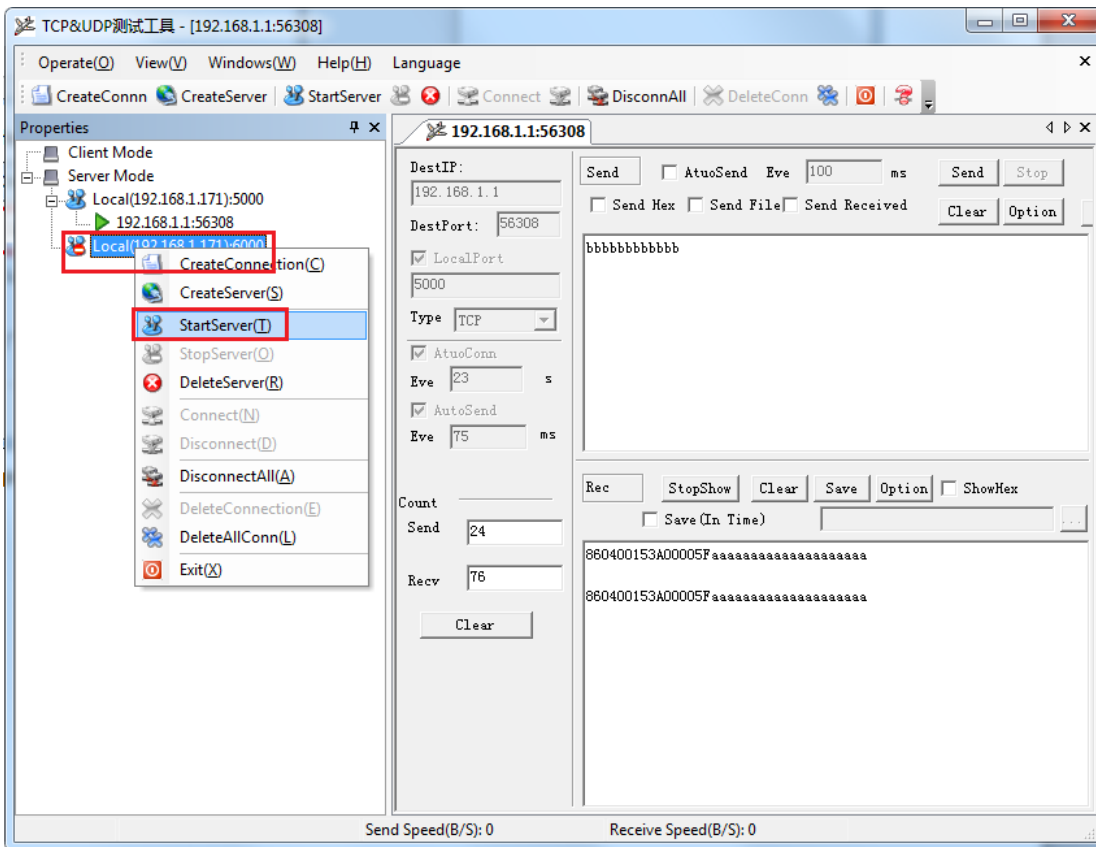 TCP&UDP测试工具 - [192.168.1.1:56308]
Operate(O) View(V) Windows(W) Help(H) Language
CreateConnn CreateServer StartServer Connect DisconnAll DeleteConn
Properties
192.168.1.1:56308
Client Mode
Server Mode
Local(192.168.1.171):5000
192.168.1.1:56308
Local(192.168.1.171):6000
CreateConnection(C)
CreateServer(S)
StartServer(T)
StopServer(O)
DeleteServer(R)
Connect(N)
Disconnect(D)
DisconnectAll(A)
DeleteConnection(E)
DeleteAllConn(L)
Exit(X)
DestIP:
192.168.1.1
DestPort: 56308
LocalPort
5000
Type TCP
AtuoConn
Eve 23 s
AutoSend
Eve 75 ms
Count
Send 24
Recv 76
Clear
Send AtuoSend Eve 100 ms Send Stop
Send Hex Send File Send Received Clear Option
bbbbbbbbbbbb
Rec StopShow Clear Save Option ShowHex
Save(In Time) ...
860400153A00005Faaaaaaaaaaaaaaaaaaaa
860400153A00005Faaaaaaaaaaaaaaaaaaaa
Send Speed(B/S): 0 Receive Speed(B/S): 0